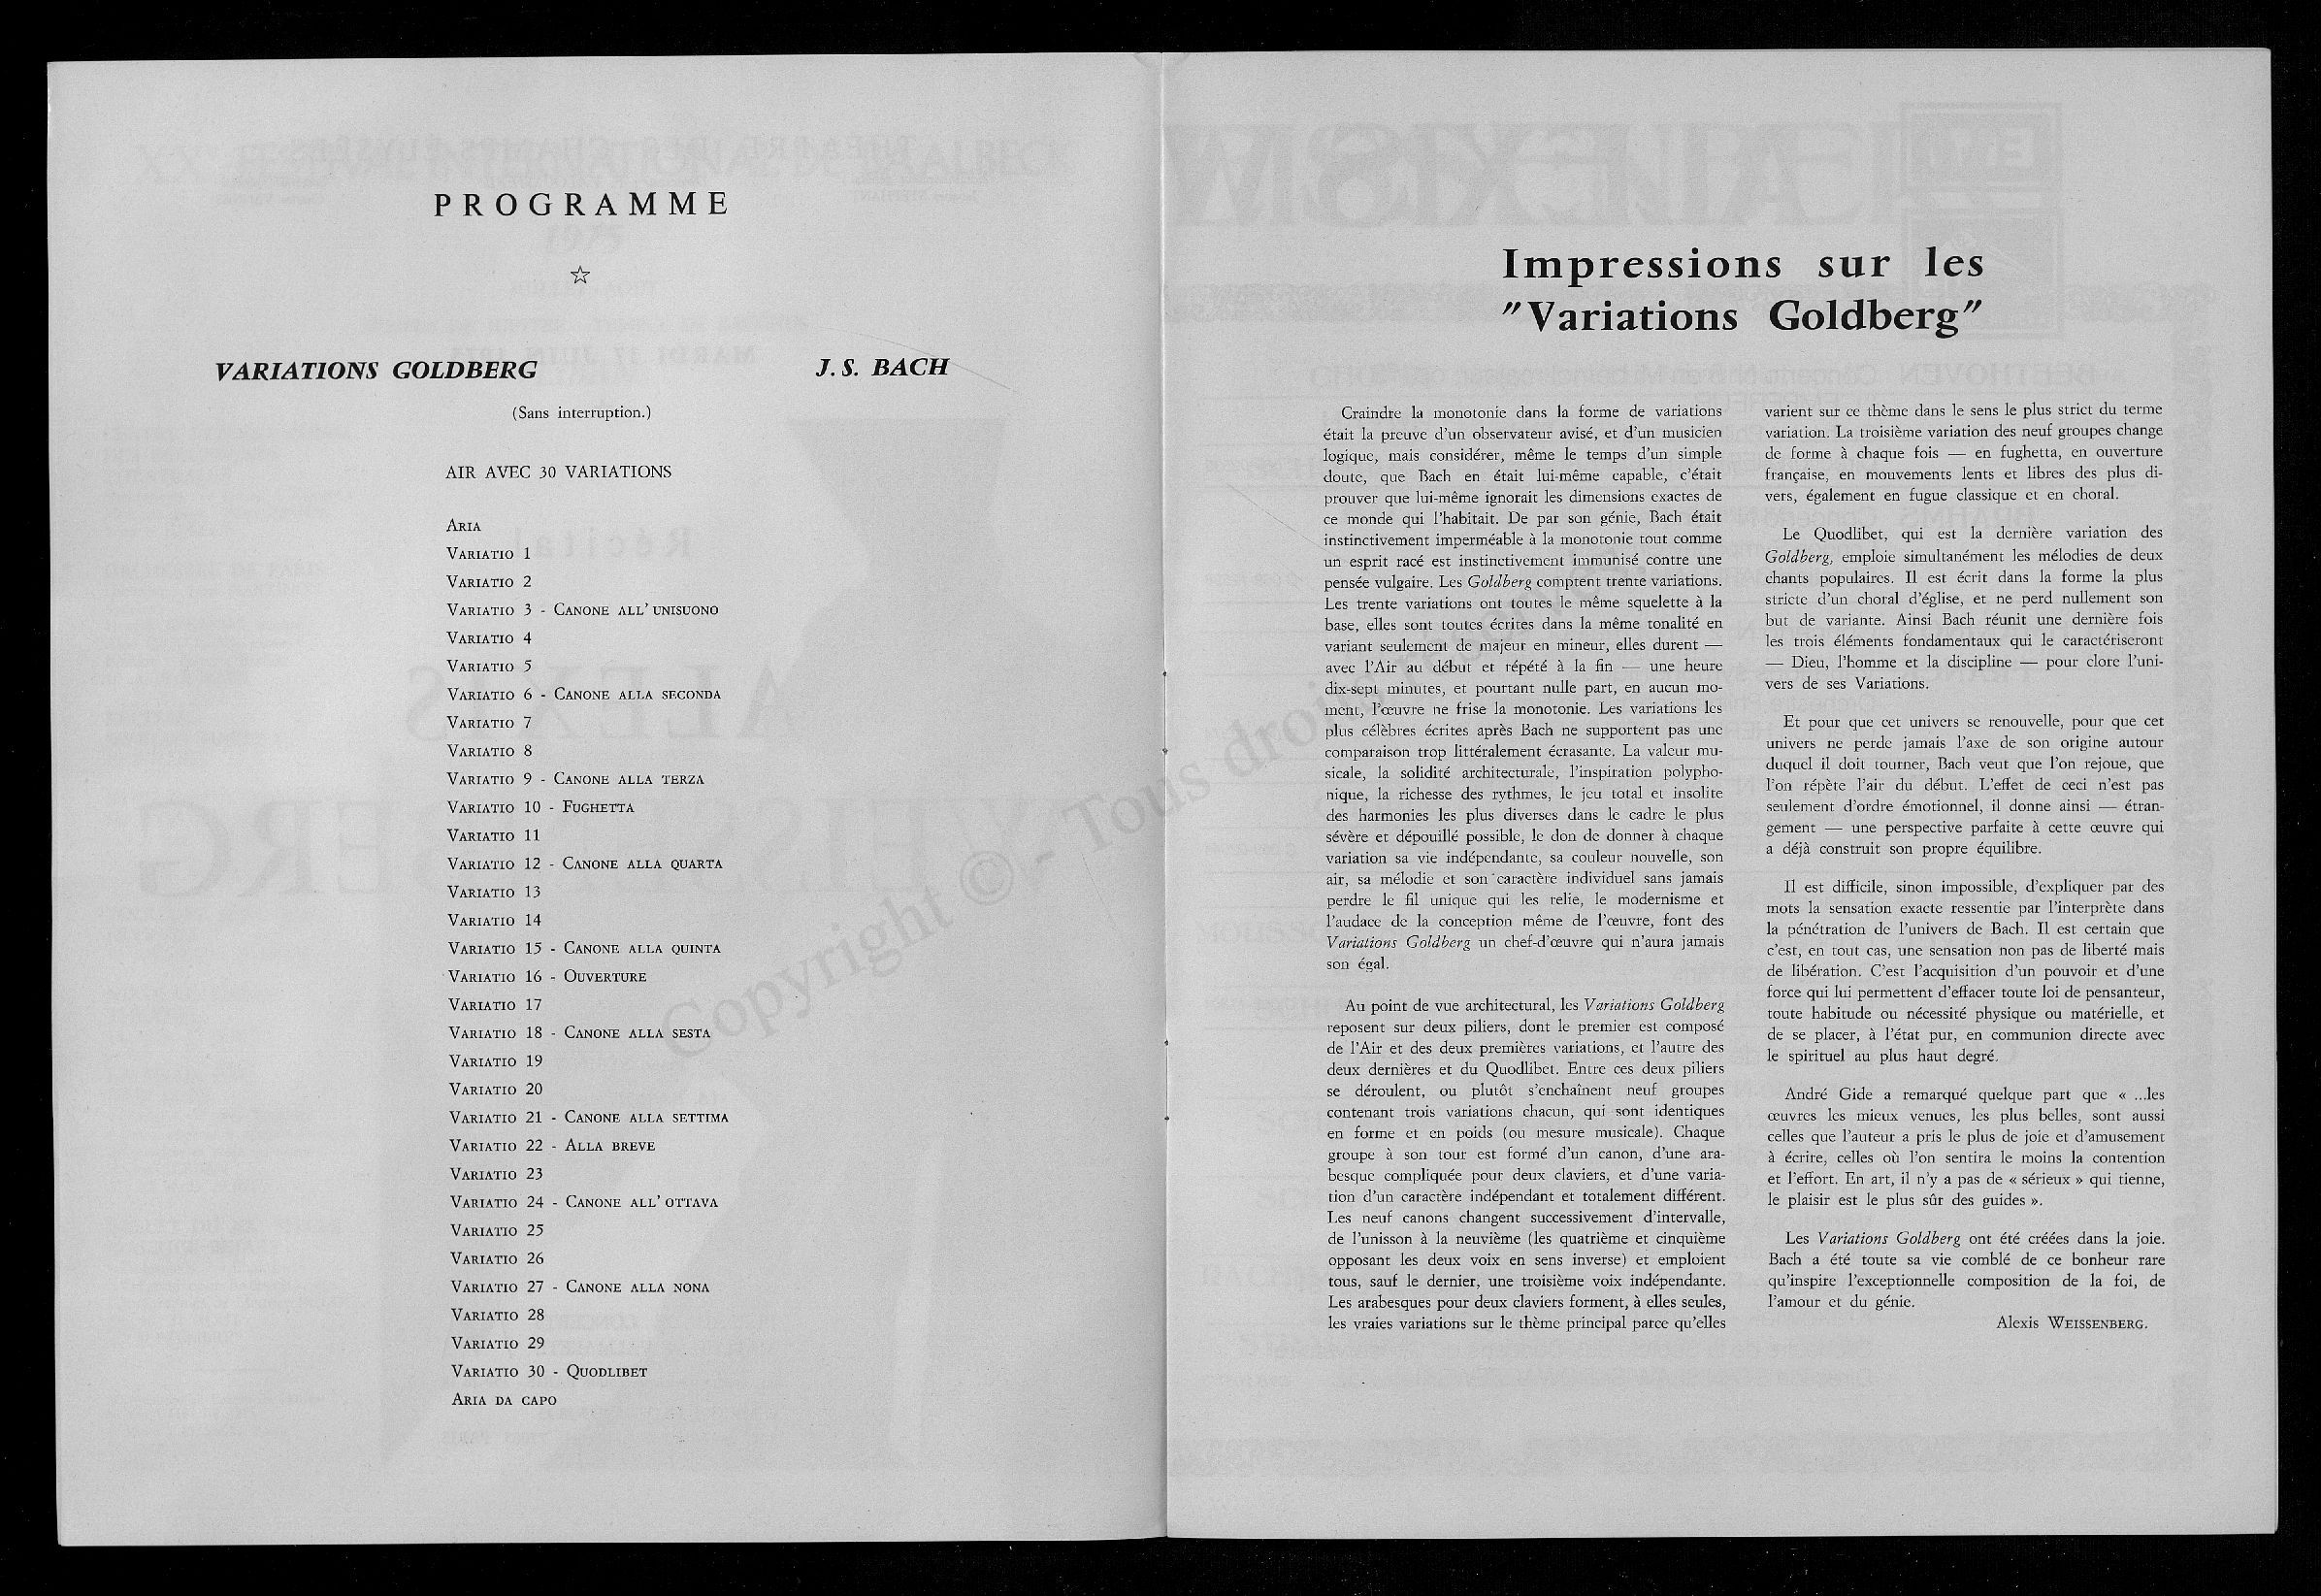 PROGRAMME
☆
VARIATIONS GOLDBERG J. S. BACH
(Sans interruption.)
AIR AVEC 30 VARIATIONS
ARIA
VARIATIO 1
VARIATIO 2
VARIATIO 3 - CANONE ALL' UNISUONO
VARIATIO 4
VARIATIO 5
VARIATIO 6 - CANONE ALLA SECONDA
VARIATIO 7
VARIATIO 8
VARIATIO 9 - CANONE ALLA TERZA
VARIATIO 10 - FUGHETTA
VARIATIO 11
VARIATIO 12 - CANONE ALLA QUARTA
VARIATIO 13
VARIATIO 14
VARIATIO 15 - CANONE ALLA QUINTA
VARIATIO 16 - OUVERTURE
VARIATIO 17
VARIATIO 18 - CANONE ALLA SESTA
VARIATIO 19
VARIATIO 20
VARIATIO 21 - CANONE ALLA SETTIMA
VARIATIO 22 - ALLA BREVE
VARIATIO 23
VARIATIO 24 - CANONE ALL' OTTAVA
VARIATIO 25
VARIATIO 26
VARIATIO 27 - CANONE ALLA NONA
VARIATIO 28
VARIATIO 29
VARIATIO 30 - QUODLIBET
ARIA DA CAPO
Impressions sur les
"Variations Goldberg"
Craindre la monotonie dans la forme de variations
était la preuve d'un observateur avisé, et d'un musicien
logique, mais considérer, même le temps d'un simple
doute, que Bach en était lui-même capable, c'était
prouver que lui-même ignorait les dimensions exactes de
ce monde qui l'habitait. De par son génie, Bach était
instinctivement imperméable à la monotonie tout comme
un esprit racé est instinctivement immunisé contre une
pensée vulgaire. Les Goldberg comptent trente variations.
Les trente variations ont toutes le même squelette à la
base, elles sont toutes écrites dans la même tonalité en
variant seulement de majeur en mineur, elles durent —
avec l'Air au début et répété à la fin — une heure
dix-sept minutes, et pourtant nulle part, en aucun mo-
ment, l'œuvre ne frise la monotonie. Les variations les
plus célèbres écrites après Bach ne supportent pas une
comparaison trop littéralement écrasante. La valeur mu-
sicale, la solidité architecturale, l'inspiration polypho-
nique, la richesse des rythmes, le jeu total et insolite
des harmonies les plus diverses dans le cadre le plus
sévère et dépouillé possible, le don de donner à chaque
variation sa vie indépendante, sa couleur nouvelle, son
air, sa mélodie et son caractère individuel sans jamais
perdre le fil unique qui les relie, le modernisme et
l'audace de la conception même de l'œuvre, font des
Variations Goldberg un chef-d'œuvre qui n'aura jamais
son égal.
Au point de vue architectural, les Variations Goldberg
reposent sur deux piliers, dont le premier est composé
de l'Air et des deux premières variations, et l'autre des
deux dernières et du Quodlibet. Entre ces deux piliers
se déroulent, ou plutôt s'enchaînent neuf groupes
contenant trois variations chacun, qui sont identiques
en forme et en poids (ou mesure musicale). Chaque
groupe à son tour est formé d'un canon, d'une ara-
besque compliquée pour deux claviers, et d'une varia-
tion d'un caractère indépendant et totalement différent.
Les neuf canons changent successivement d'intervalle,
de l'unisson à la neuvième (les quatrième et cinquième
opposant les deux voix en sens inverse) et emploient
tous, sauf le dernier, une troisième voix indépendante.
Les arabesques pour deux claviers forment, à elles seules,
les vraies variations sur le thème principal parce qu'elles
varient sur ce thème dans le sens le plus strict du terme
variation. La troisième variation des neuf groupes change
de forme à chaque fois — en fughetta, en ouverture
française, en mouvements lents et libres des plus di-
vers, également en fugue classique et en choral.
Le Quodlibet, qui est la dernière variation des
Goldberg, emploie simultanément les mélodies de deux
chants populaires. Il est écrit dans la forme la plus
stricte d'un choral d'église, et ne perd nullement son
but de variante. Ainsi Bach réunit une dernière fois
les trois éléments fondamentaux qui le caractériseront
— Dieu, l'homme et la discipline — pour clore l'uni-
vers de ses Variations.
Et pour que cet univers se renouvelle, pour que cet
univers ne perde jamais l'axe de son origine autour
duquel il doit tourner, Bach veut que l'on rejoue, que
l'on répète l'air du début. L'effet de ceci n'est pas
seulement d'ordre émotionnel, il donne ainsi — étran-
gement — une perspective parfaite à cette œuvre qui
a déjà construit son propre équilibre.
Il est difficile, sinon impossible, d'expliquer par des
mots la sensation exacte ressentie par l'interprète dans
la pénétration de l'univers de Bach. Il est certain que
c'est, en tout cas, une sensation non pas de liberté mais
de libération. C'est l'acquisition d'un pouvoir et d'une
force qui lui permettent d'effacer toute loi de pensanteur,
toute habitude ou nécessité physique ou matérielle, et
de se placer, à l'état pur, en communion directe avec
le spirituel au plus haut degré.
André Gide a remarqué quelque part que « ...les
œuvres les mieux venues, les plus belles, sont aussi
celles que l'auteur a pris le plus de joie et d'amusement
à écrire, celles où l'on sentira le moins la contention
et l'effort. En art, il n'y a pas de « sérieux » qui tienne,
le plaisir est le plus sûr des guides ».
Les Variations Goldberg ont été créées dans la joie.
Bach a été toute sa vie comblé de ce bonheur rare
qu'inspire l'exceptionnelle composition de la foi, de
l'amour et du génie.
Alexis WEISSENBERG.
Copyright © - Tous droits